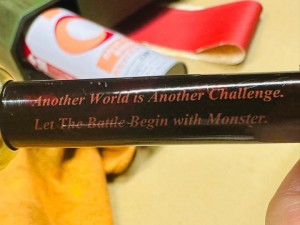 Another World is Another Challenge.
Let The Battle Begin with Monster.